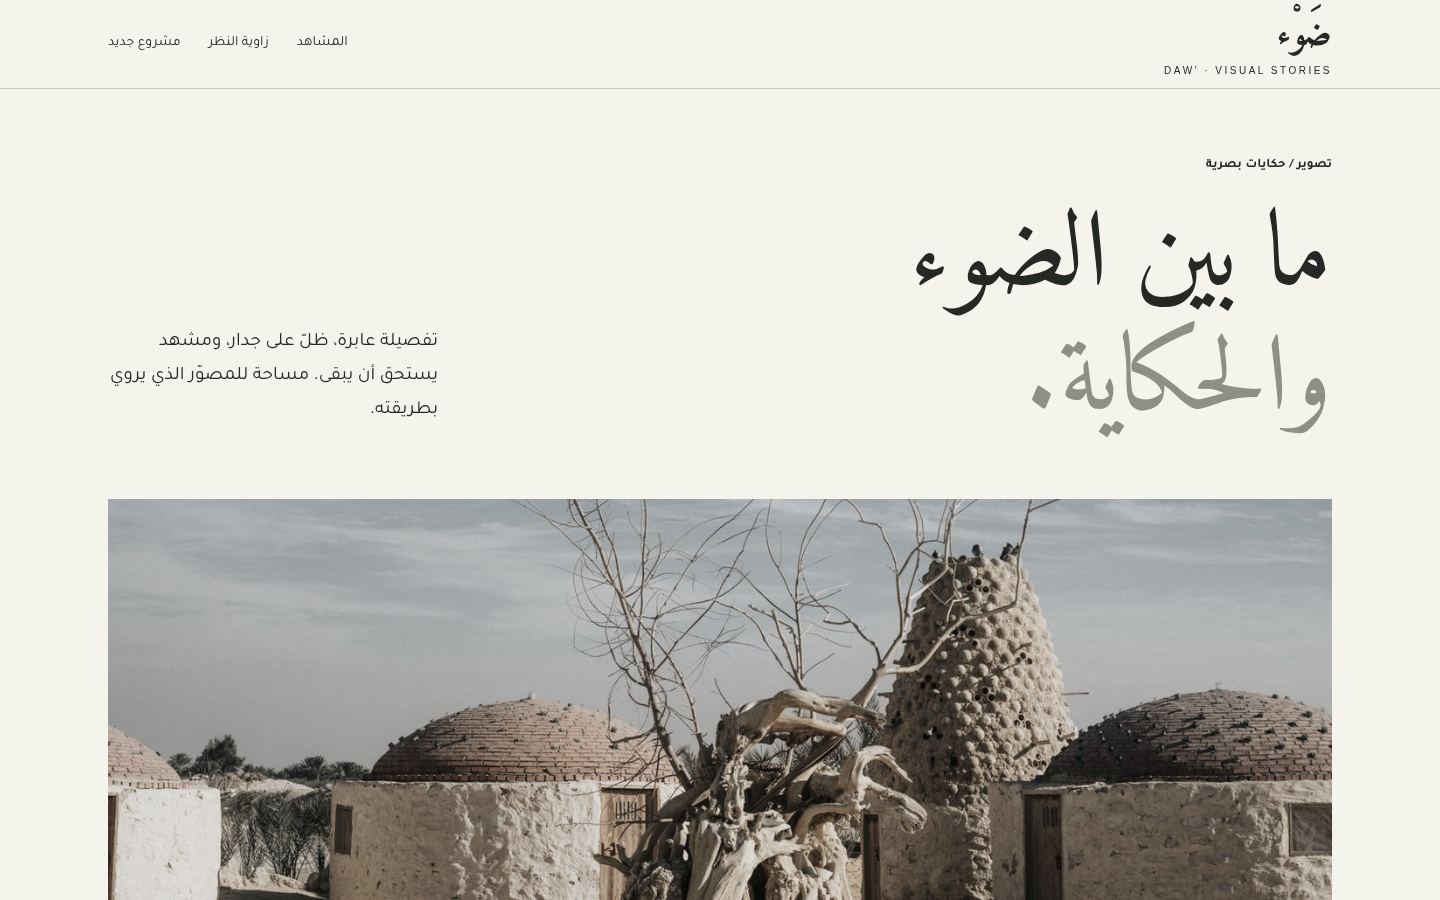 ضَوْء
DAW' · VISUAL STORIES
المشاهد
زاوية النظر
مشروع جديد
تصوير / حكايات بصرية
ما بين الضوء
والحكاية.
تفصيلة عابرة، ظلّ على جدار، ومشهد
يستحق أن يبقى. مساحة للمصوّر الذي يروي
بطريقته.